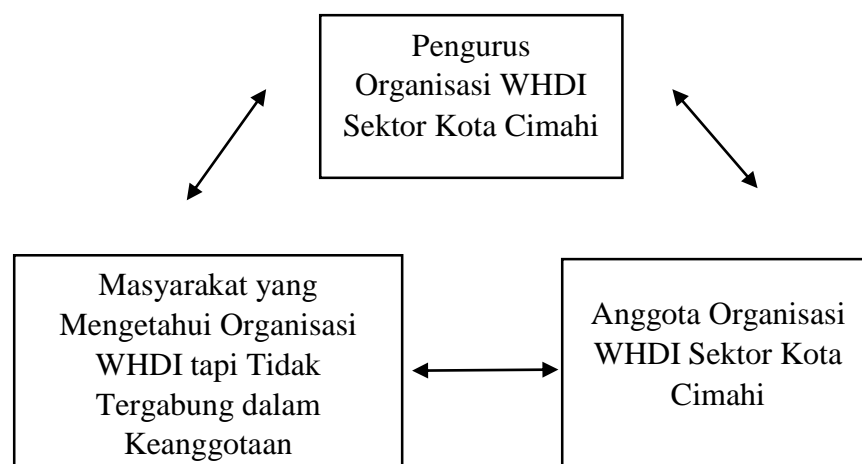 Pengurus
Organisasi WHDI
Sektor Kota Cimahi
Masyarakat yang
Mengetahui Organisasi
WHDI tapi Tidak
Tergabung dalam
Keanggotaan
Anggota Organisasi
WHDI Sektor Kota
Cimahi